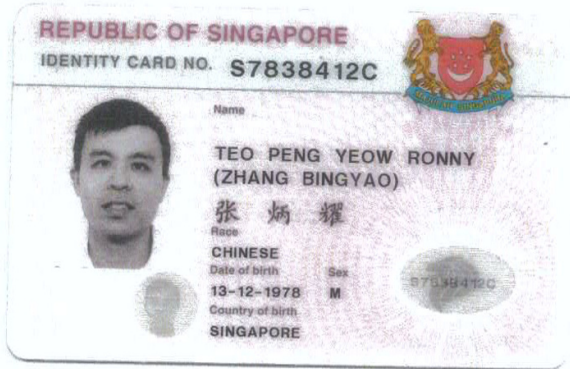 REPUBLIC OF SINGAPORE
IDENTITY CARD NO. S7838412C
Name
TEO PENG YEOW RONNY
(ZHANG BINGYAO)
张 炳 耀
Race
CHINESE
Date of birth Sex
13-12-1978 M
Country of birth
SINGAPORE
S7838412C